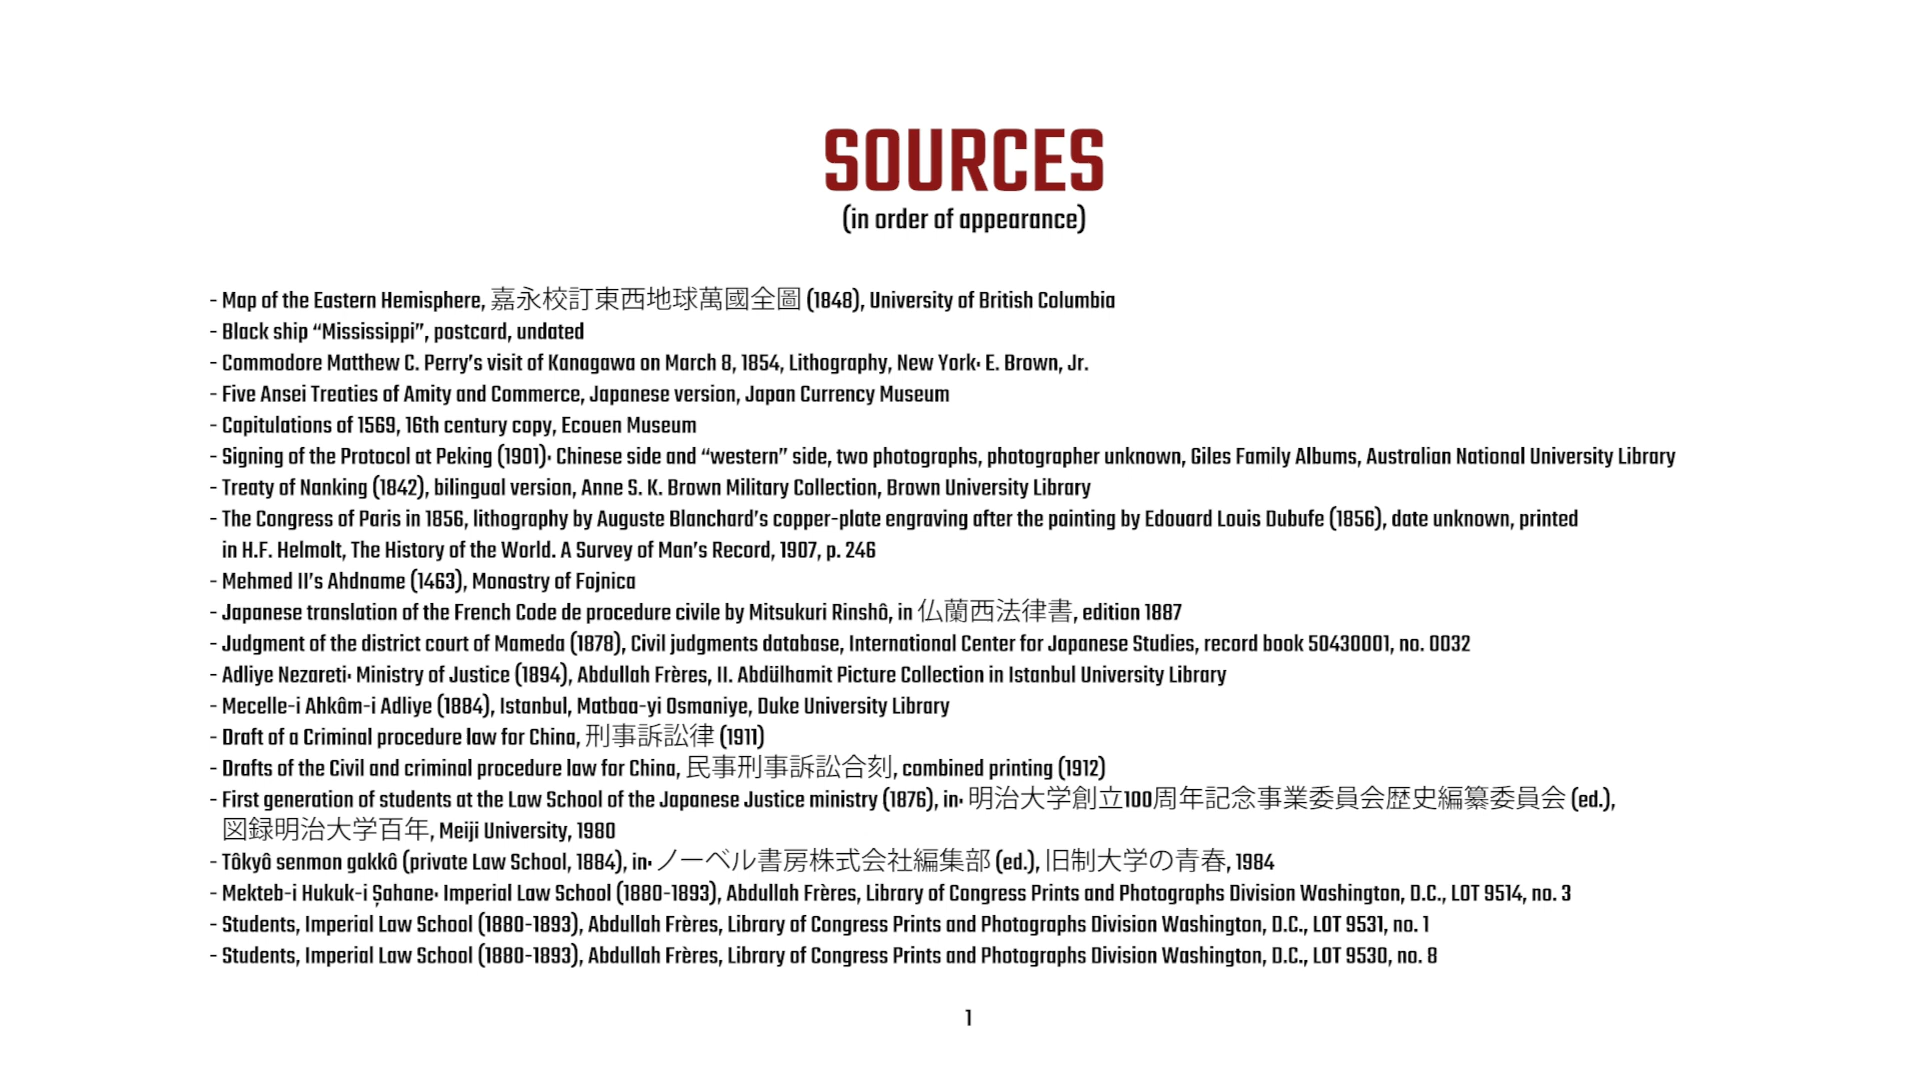 SOURCES
(in order of appearance)
- Map of the Eastern Hemisphere, 嘉永校訂東西地球萬國全圖 (1848), University of British Columbia
- Black ship “Mississippi”, postcard, undated
- Commodore Matthew C. Perry’s visit of Kanagawa on March 8, 1854, Lithography, New York: E. Brown, Jr.
- Five Ansei Treaties of Amity and Commerce, Japanese version, Japan Currency Museum
- Capitulations of 1569, 16th century copy, Ecouen Museum
- Signing of the Protocol at Peking (1901): Chinese side and “western” side, two photographs, photographer unknown, Giles Family Albums, Australian National University Library
- Treaty of Nanking (1842), bilingual version, Anne S. K. Brown Military Collection, Brown University Library
- The Congress of Paris in 1856, lithography by Auguste Blanchard’s copper-plate engraving after the painting by Edouard Louis Dubufe (1856), date unknown, printed
in H.F. Helmolt, The History of the World. A Survey of Man’s Record, 1907, p. 246
- Mehmed II’s Ahdname (1463), Monastry of Fojnica
- Japanese translation of the French Code de procedure civile by Mitsukuri Rinshô, in 仏蘭西法律書, edition 1887
- Judgment of the district court of Mameda (1878), Civil judgments database, International Center for Japanese Studies, record book 50430001, no. 0032
- Adliye Nezareti: Ministry of Justice (1894), Abdullah Frères, II. Abdülhamit Picture Collection in Istanbul University Library
- Mecelle-i Ahkâm-i Adliye (1884), Istanbul, Matbaa-yi Osmaniye, Duke University Library
- Draft of a Criminal procedure law for China, 刑事訴訟律 (1911)
- Drafts of the Civil and criminal procedure law for China, 民事刑事訴訟合刻, combined printing (1912)
- First generation of students at the Law School of the Japanese Justice ministry (1876), in: 明治大学創立100周年記念事業委員会歴史編纂委員会 (ed.),
図録明治大学百年, Meiji University, 1980
- Tôkyô senmon gakkô (private Law School, 1884), in: ノーベル書房株式会社編集部 (ed.), 旧制大学の青春, 1984
- Mekteb-i Hukuk-i Şahane: Imperial Law School (1880-1893), Abdullah Frères, Library of Congress Prints and Photographs Division Washington, D.C., LOT 9514, no. 3
- Students, Imperial Law School (1880-1893), Abdullah Frères, Library of Congress Prints and Photographs Division Washington, D.C., LOT 9531, no. 1
- Students, Imperial Law School (1880-1893), Abdullah Frères, Library of Congress Prints and Photographs Division Washington, D.C., LOT 9530, no. 8
1